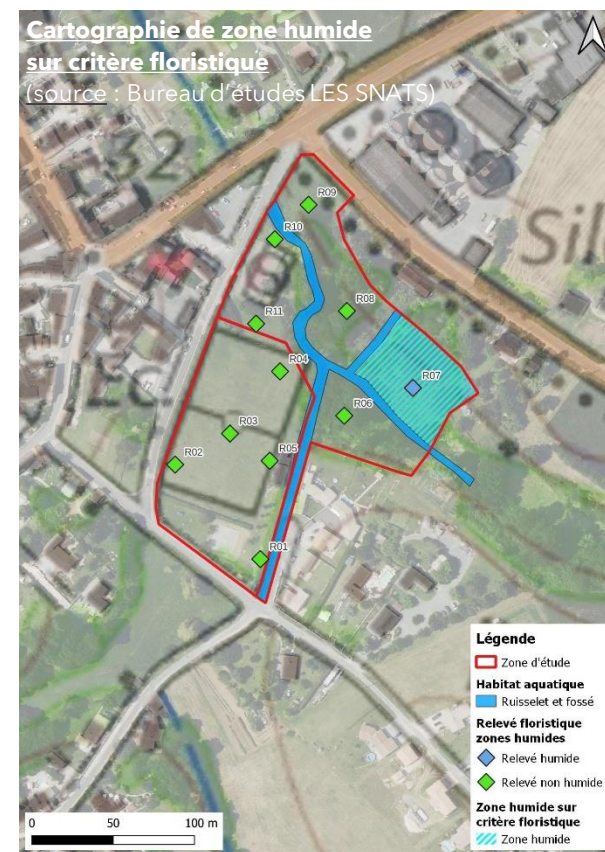 Cartographie de zone humide
sur critère floristique
(source : Bureau d'études LES SNATS)
32
Sil
R09
R10
R08
R11
R04
R07
R06
R03
R02
R05
R01
Légende
Zone d'étude
Habitat aquatique
Ruisselet et fossé
Relevé floristique
zones humides
Relevé humide
Relevé non humide
Zone humide sur
critère floristique
Zone humide
0 50 100 m